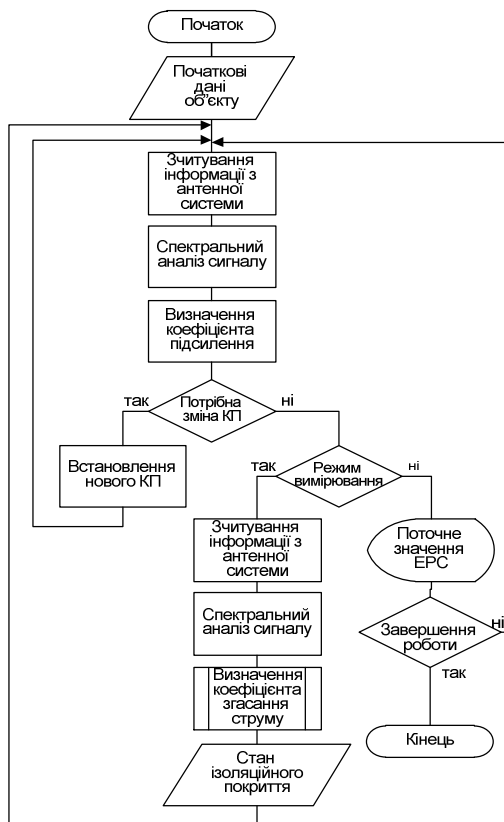 Початок
Початкові
дані
об"єкту
Зчитування
інформації з
антенної
системи
Спектральний
аналіз сигналу
Визначення
коефіцієнта
підсилення
так
Потрібна
зміна КП
ні
Встановлення
нового КП
так
Режим
вимірювання
ні
Зчитування
інформації з
антенної
системи
Поточне
значення
ЕРС
Спектральний
аналіз сигналу
Завершення
роботи
ні
так
Визначення
коефіцієнта
згасання
струму
Кінець
Стан
ізоляційного
покриття